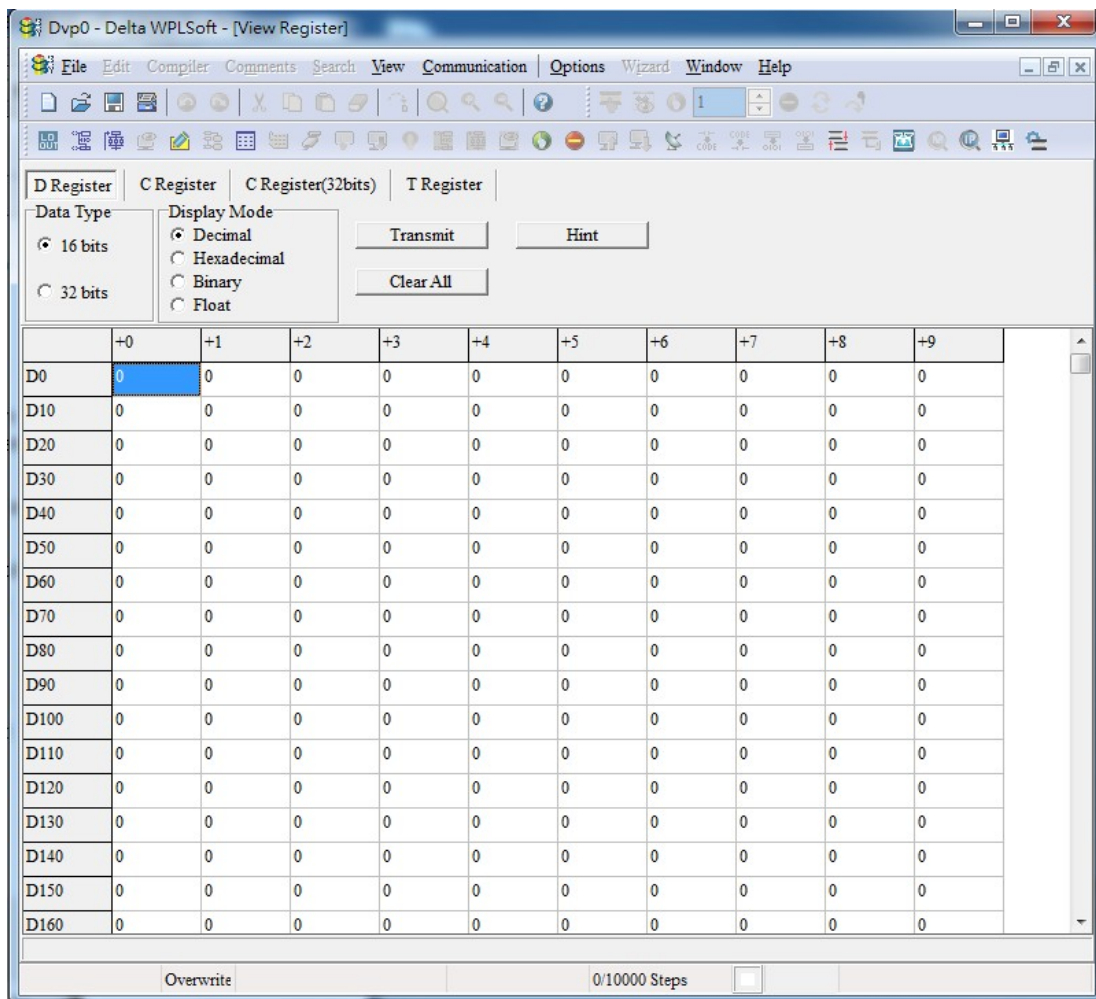 Dvp0 - Delta WPLSoft - [View Register]
File Edit Compiler Comments Search View Communication Options Wizard Window Help
1
D Register C Register C Register(32bits) T Register
Data Type Display Mode
16 bits Decimal Transmit Hint
Hexadecimal
32 bits Binary Clear All
Float
+0 +1 +2 +3 +4 +5 +6 +7 +8 +9
D0 0 0 0 0 0 0 0 0 0 0
D10 0 0 0 0 0 0 0 0 0 0
D20 0 0 0 0 0 0 0 0 0 0
D30 0 0 0 0 0 0 0 0 0 0
D40 0 0 0 0 0 0 0 0 0 0
D50 0 0 0 0 0 0 0 0 0 0
D60 0 0 0 0 0 0 0 0 0 0
D70 0 0 0 0 0 0 0 0 0 0
D80 0 0 0 0 0 0 0 0 0 0
D90 0 0 0 0 0 0 0 0 0 0
D100 0 0 0 0 0 0 0 0 0 0
D110 0 0 0 0 0 0 0 0 0 0
D120 0 0 0 0 0 0 0 0 0 0
D130 0 0 0 0 0 0 0 0 0 0
D140 0 0 0 0 0 0 0 0 0 0
D150 0 0 0 0 0 0 0 0 0 0
D160 0 0 0 0 0 0 0 0 0 0
Overwrite 0/10000 Steps